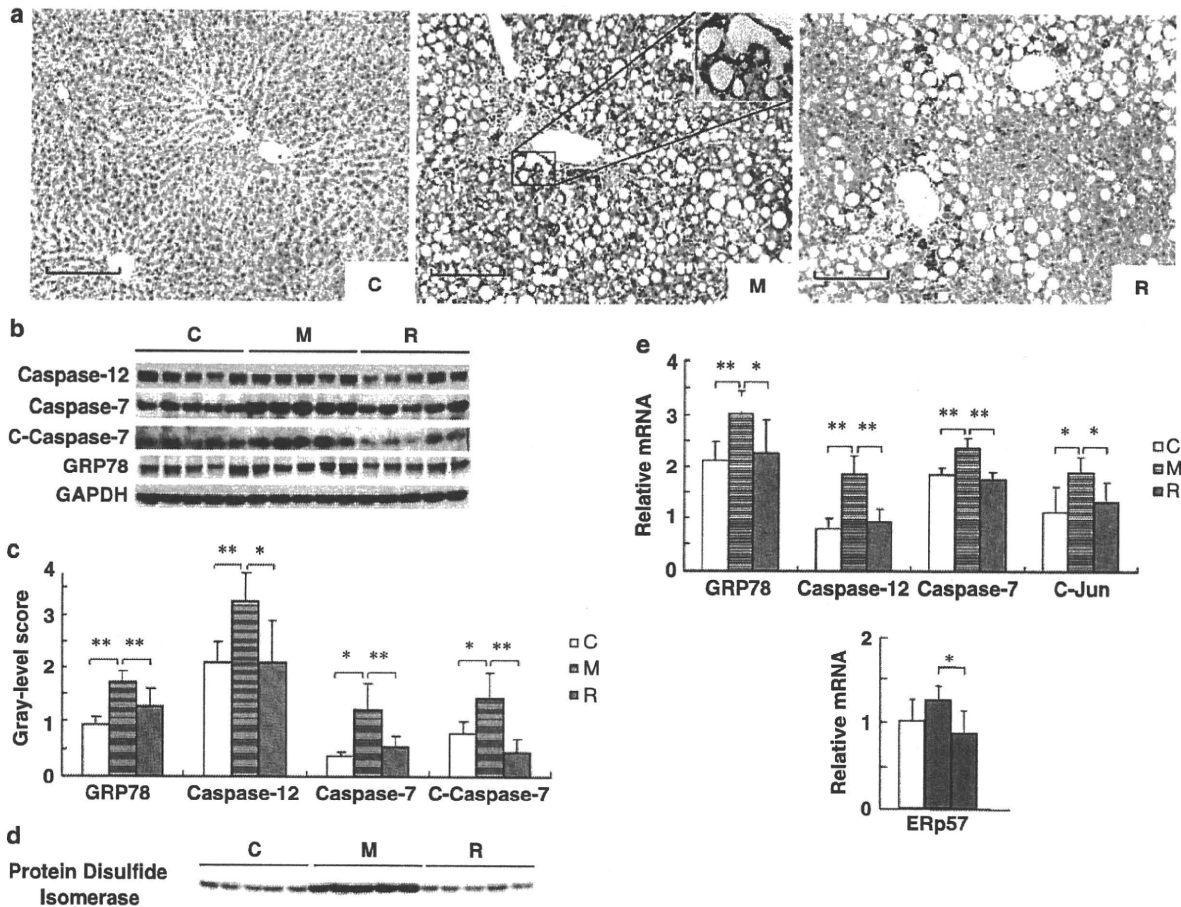 a
C
M
R
b
C M R
Caspase-12
Caspase-7
C-Caspase-7
GRP78
GAPDH
c
Gray-level score
4
3
2
1
0
** **
** *
* **
* **
GRP78 Caspase-12 Caspase-7 C-Caspase-7
C
M
R
d
C M R
Protein Disulfide
Isomerase
e
Relative mRNA
4
3
2
1
0
** *
** **
** **
* *
GRP78 Caspase-12 Caspase-7 C-Jun
C
M
R
Relative mRNA
2
1
0
*
ERp57